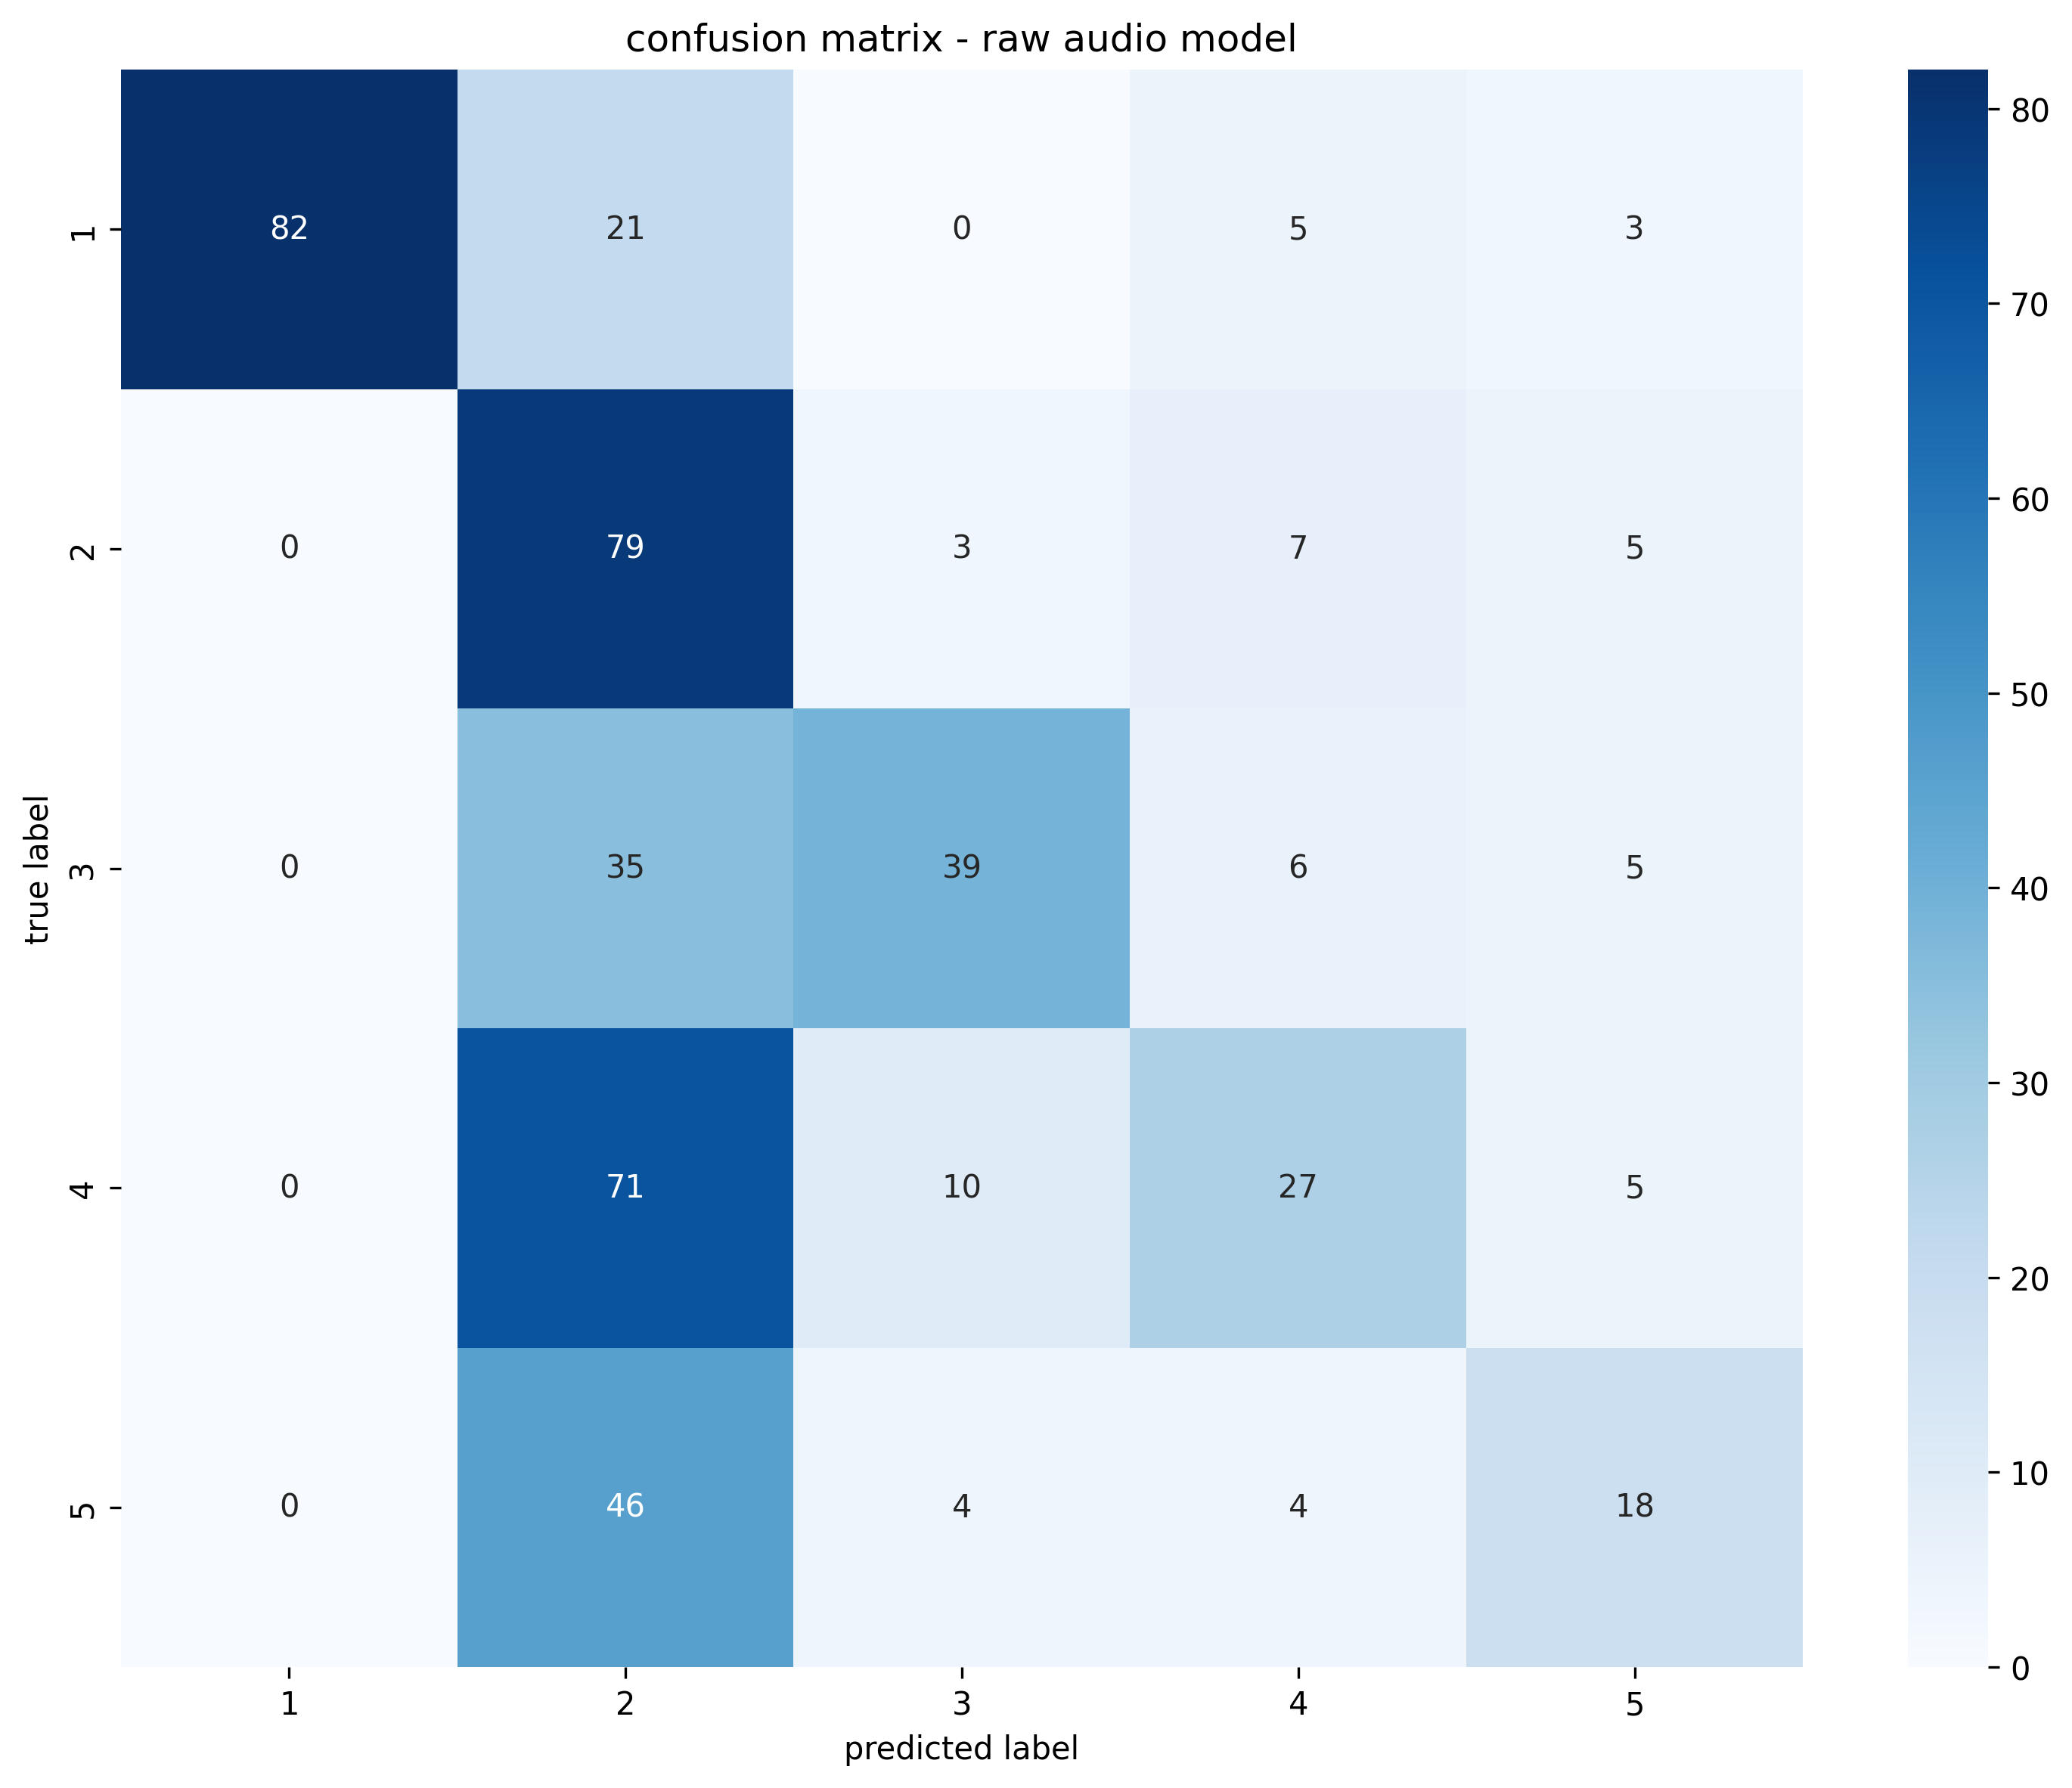 confusion matrix - raw audio model
true label
1 82 21 0 5 3
2 0 79 3 7 5
3 0 35 39 6 5
4 0 71 10 27 5
5 0 46 4 4 18
1 2 3 4 5
predicted label
80
70
60
50
40
30
20
10
0